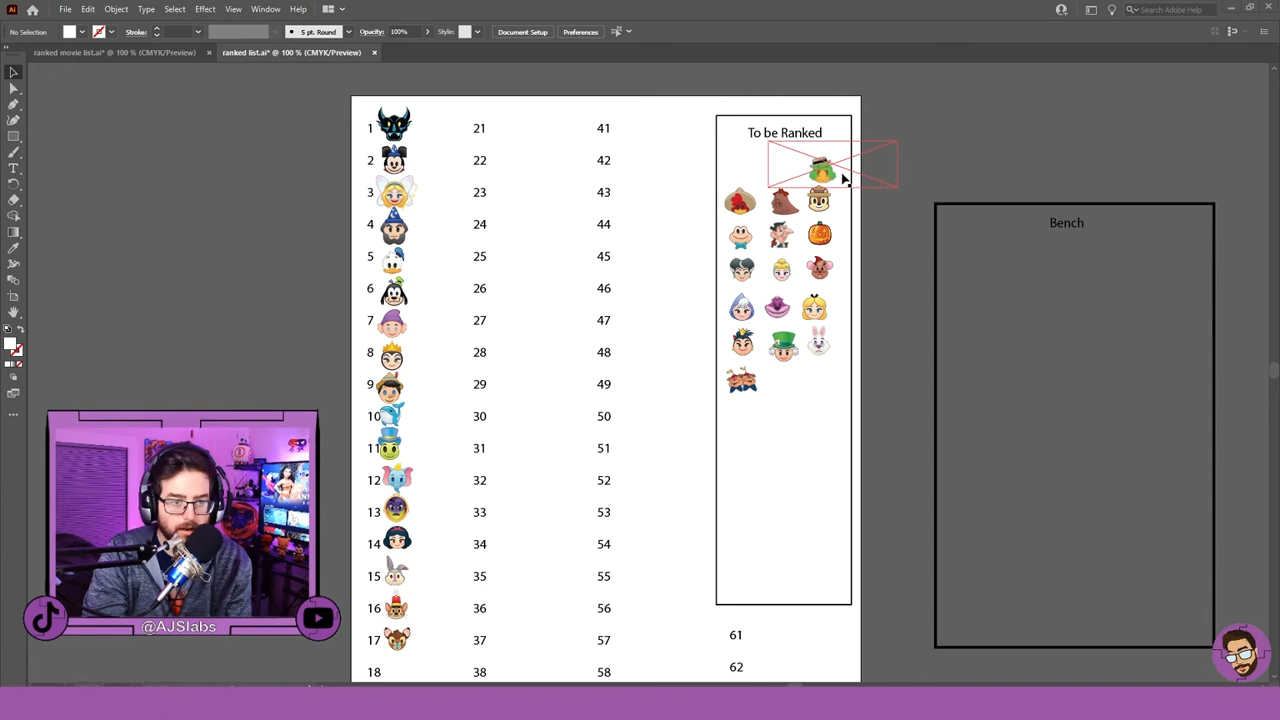 File Edit Object Type Select Effect View Window Help
Search Adobe Help
No Selection Stroke: 5 pt. Round Opacity: 100% Style: Document Setup Preferences
ranked movie list.ai* @ 100 % (CMYK/Preview) × ranked list.ai* @ 100 % (CMYK/Preview) ×
1 21 41
2 22 42
3 23 43
4 24 44
5 25 45
6 26 46
7 27 47
8 28 48
9 29 49
10 30 50
11 31 51
12 32 52
13 33 53
14 34 54
15 35 55
16 36 56
17 37 57
18 38 58
To be Ranked
61
62
Bench
@AJSlabs